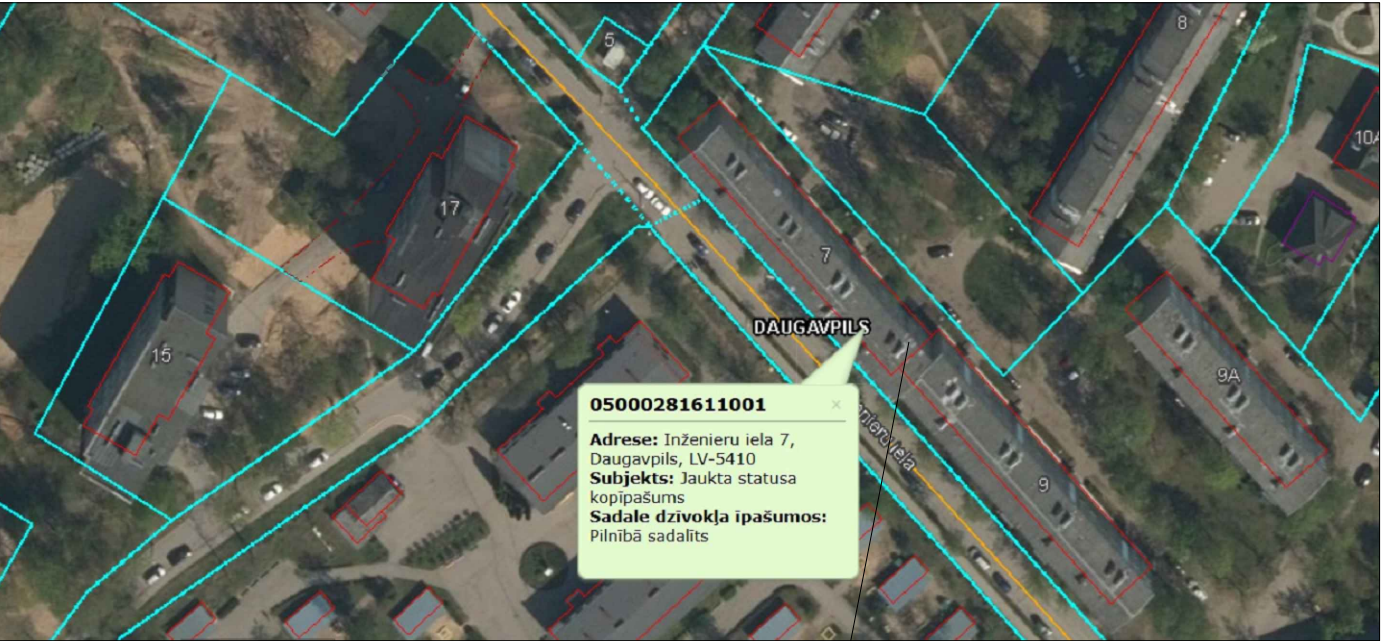 5
8
10A
17
7
DAUGAVPILS
15
9A
05000281611001 ×
Adrese: Inženieru iela 7,
Daugavpils, LV-5410
Subjekts: Jaukta statusa
kopīpašums
Sadale dzīvokļa īpašumos:
Pilnībā sadalīts
iela
9